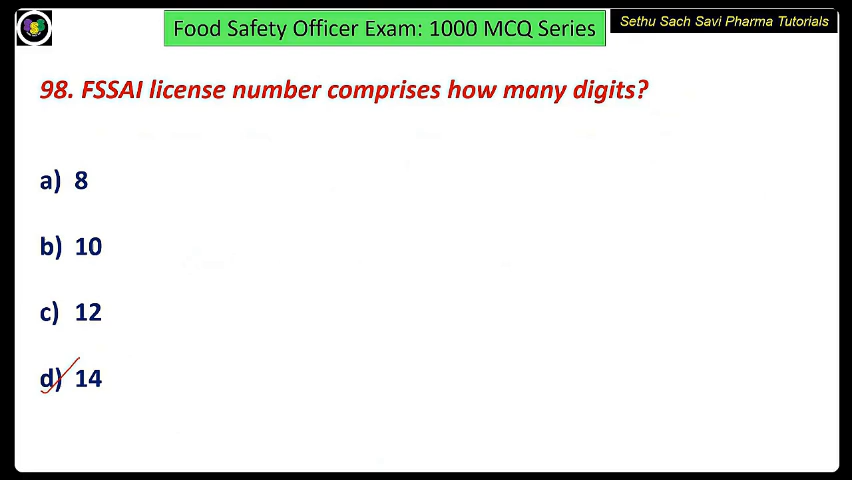 Food Safety Officer Exam: 1000 MCQ Series
Sethu Sach Savi Pharma Tutorials
98. FSSAI license number comprises how many digits?
a) 8
b) 10
c) 12
d) 14